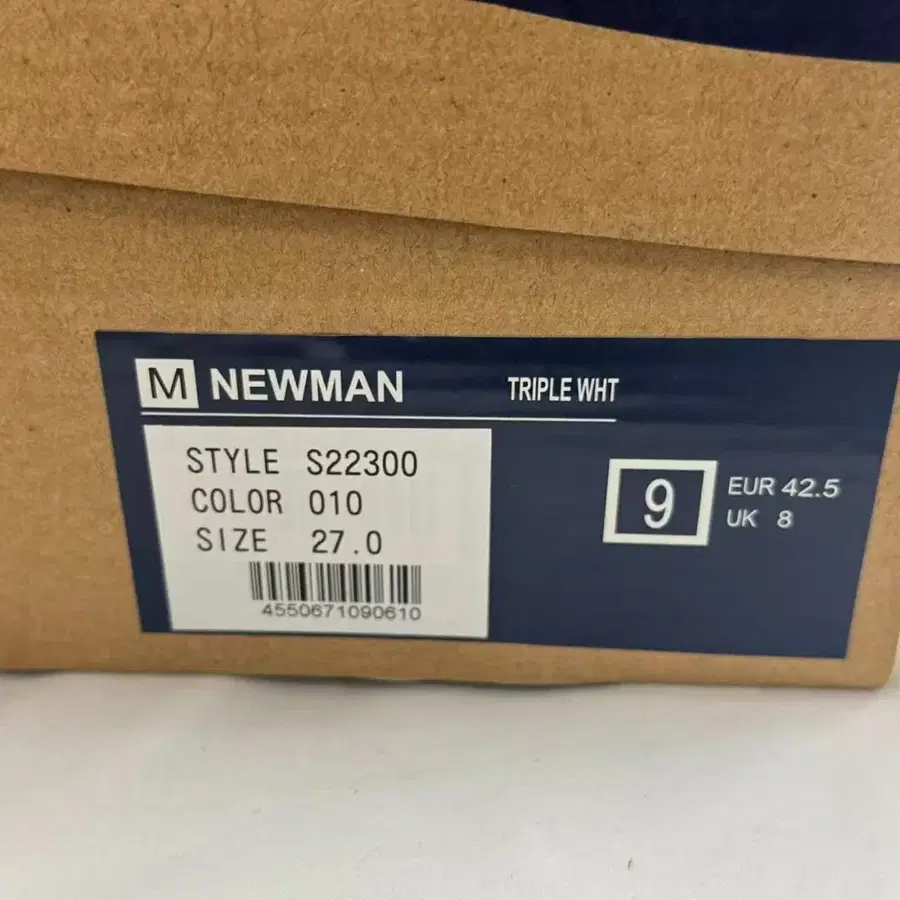 M NEWMAN TRIPLE WHT
STYLE S22300
COLOR 010
SIZE 27.0
4550671090610
9
EUR 42.5
UK 8